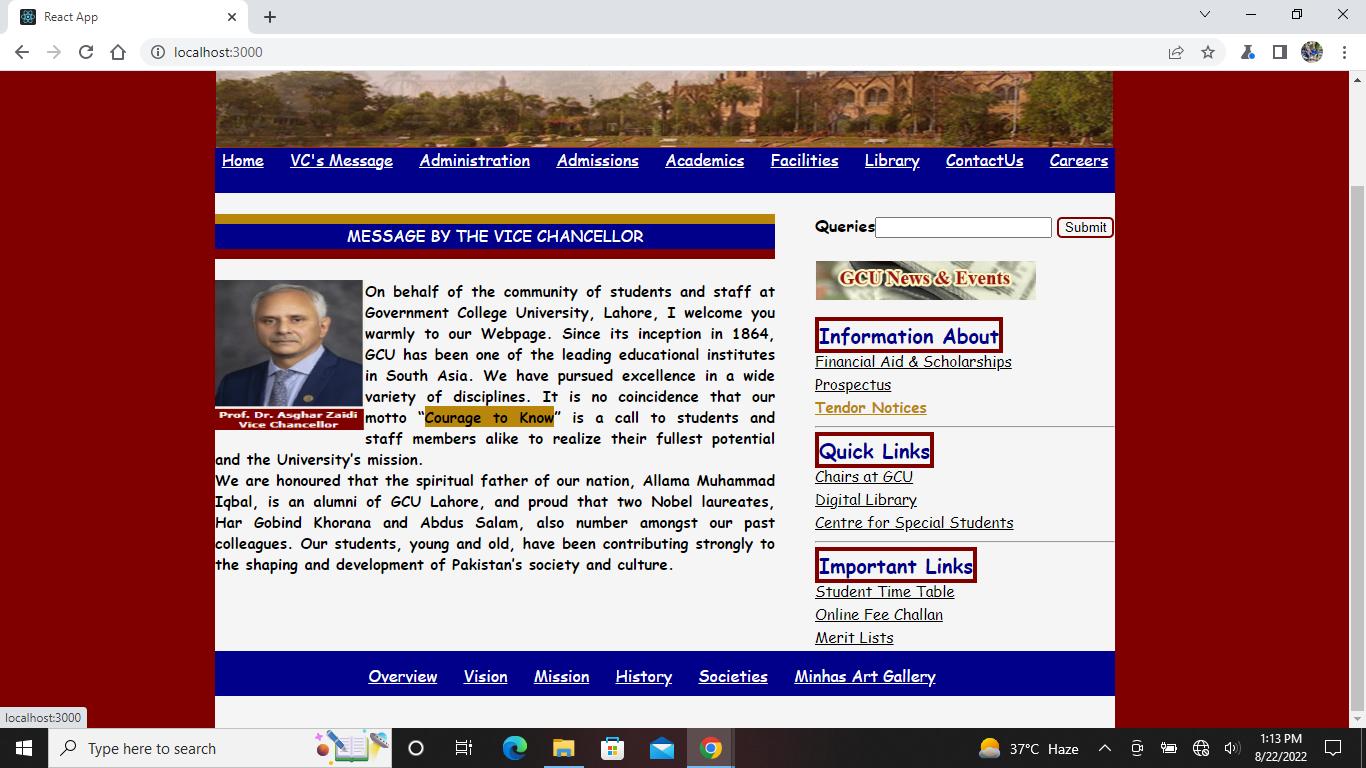 React App
localhost:3000
Home VC's Message Administration Admissions Academics Facilities Library ContactUs Careers
MESSAGE BY THE VICE CHANCELLOR
On behalf of the community of students and staff at
Government College University, Lahore, I welcome you
warmly to our Webpage. Since its inception in 1864,
GCU has been one of the leading educational institutes
in South Asia. We have pursued excellence in a wide
variety of disciplines. It is no coincidence that our
motto “Courage to Know” is a call to students and
staff members alike to realize their fullest potential
and the University’s mission.
Prof. Dr. Asghar Zaidi
Vice Chancellor
We are honoured that the spiritual father of our nation, Allama Muhammad
Iqbal, is an alumni of GCU Lahore, and proud that two Nobel laureates,
Har Gobind Khorana and Abdus Salam, also number amongst our past
colleagues. Our students, young and old, have been contributing strongly to
the shaping and development of Pakistan’s society and culture.
Queries Submit
GCU News & Events
Information About
Financial Aid & Scholarships
Prospectus
Tendor Notices
Quick Links
Chairs at GCU
Digital Library
Centre for Special Students
Important Links
Student Time Table
Online Fee Challan
Merit Lists
Overview Vision Mission History Societies Minhas Art Gallery
localhost:3000
Type here to search
37°C Haze
1:13 PM
8/22/2022